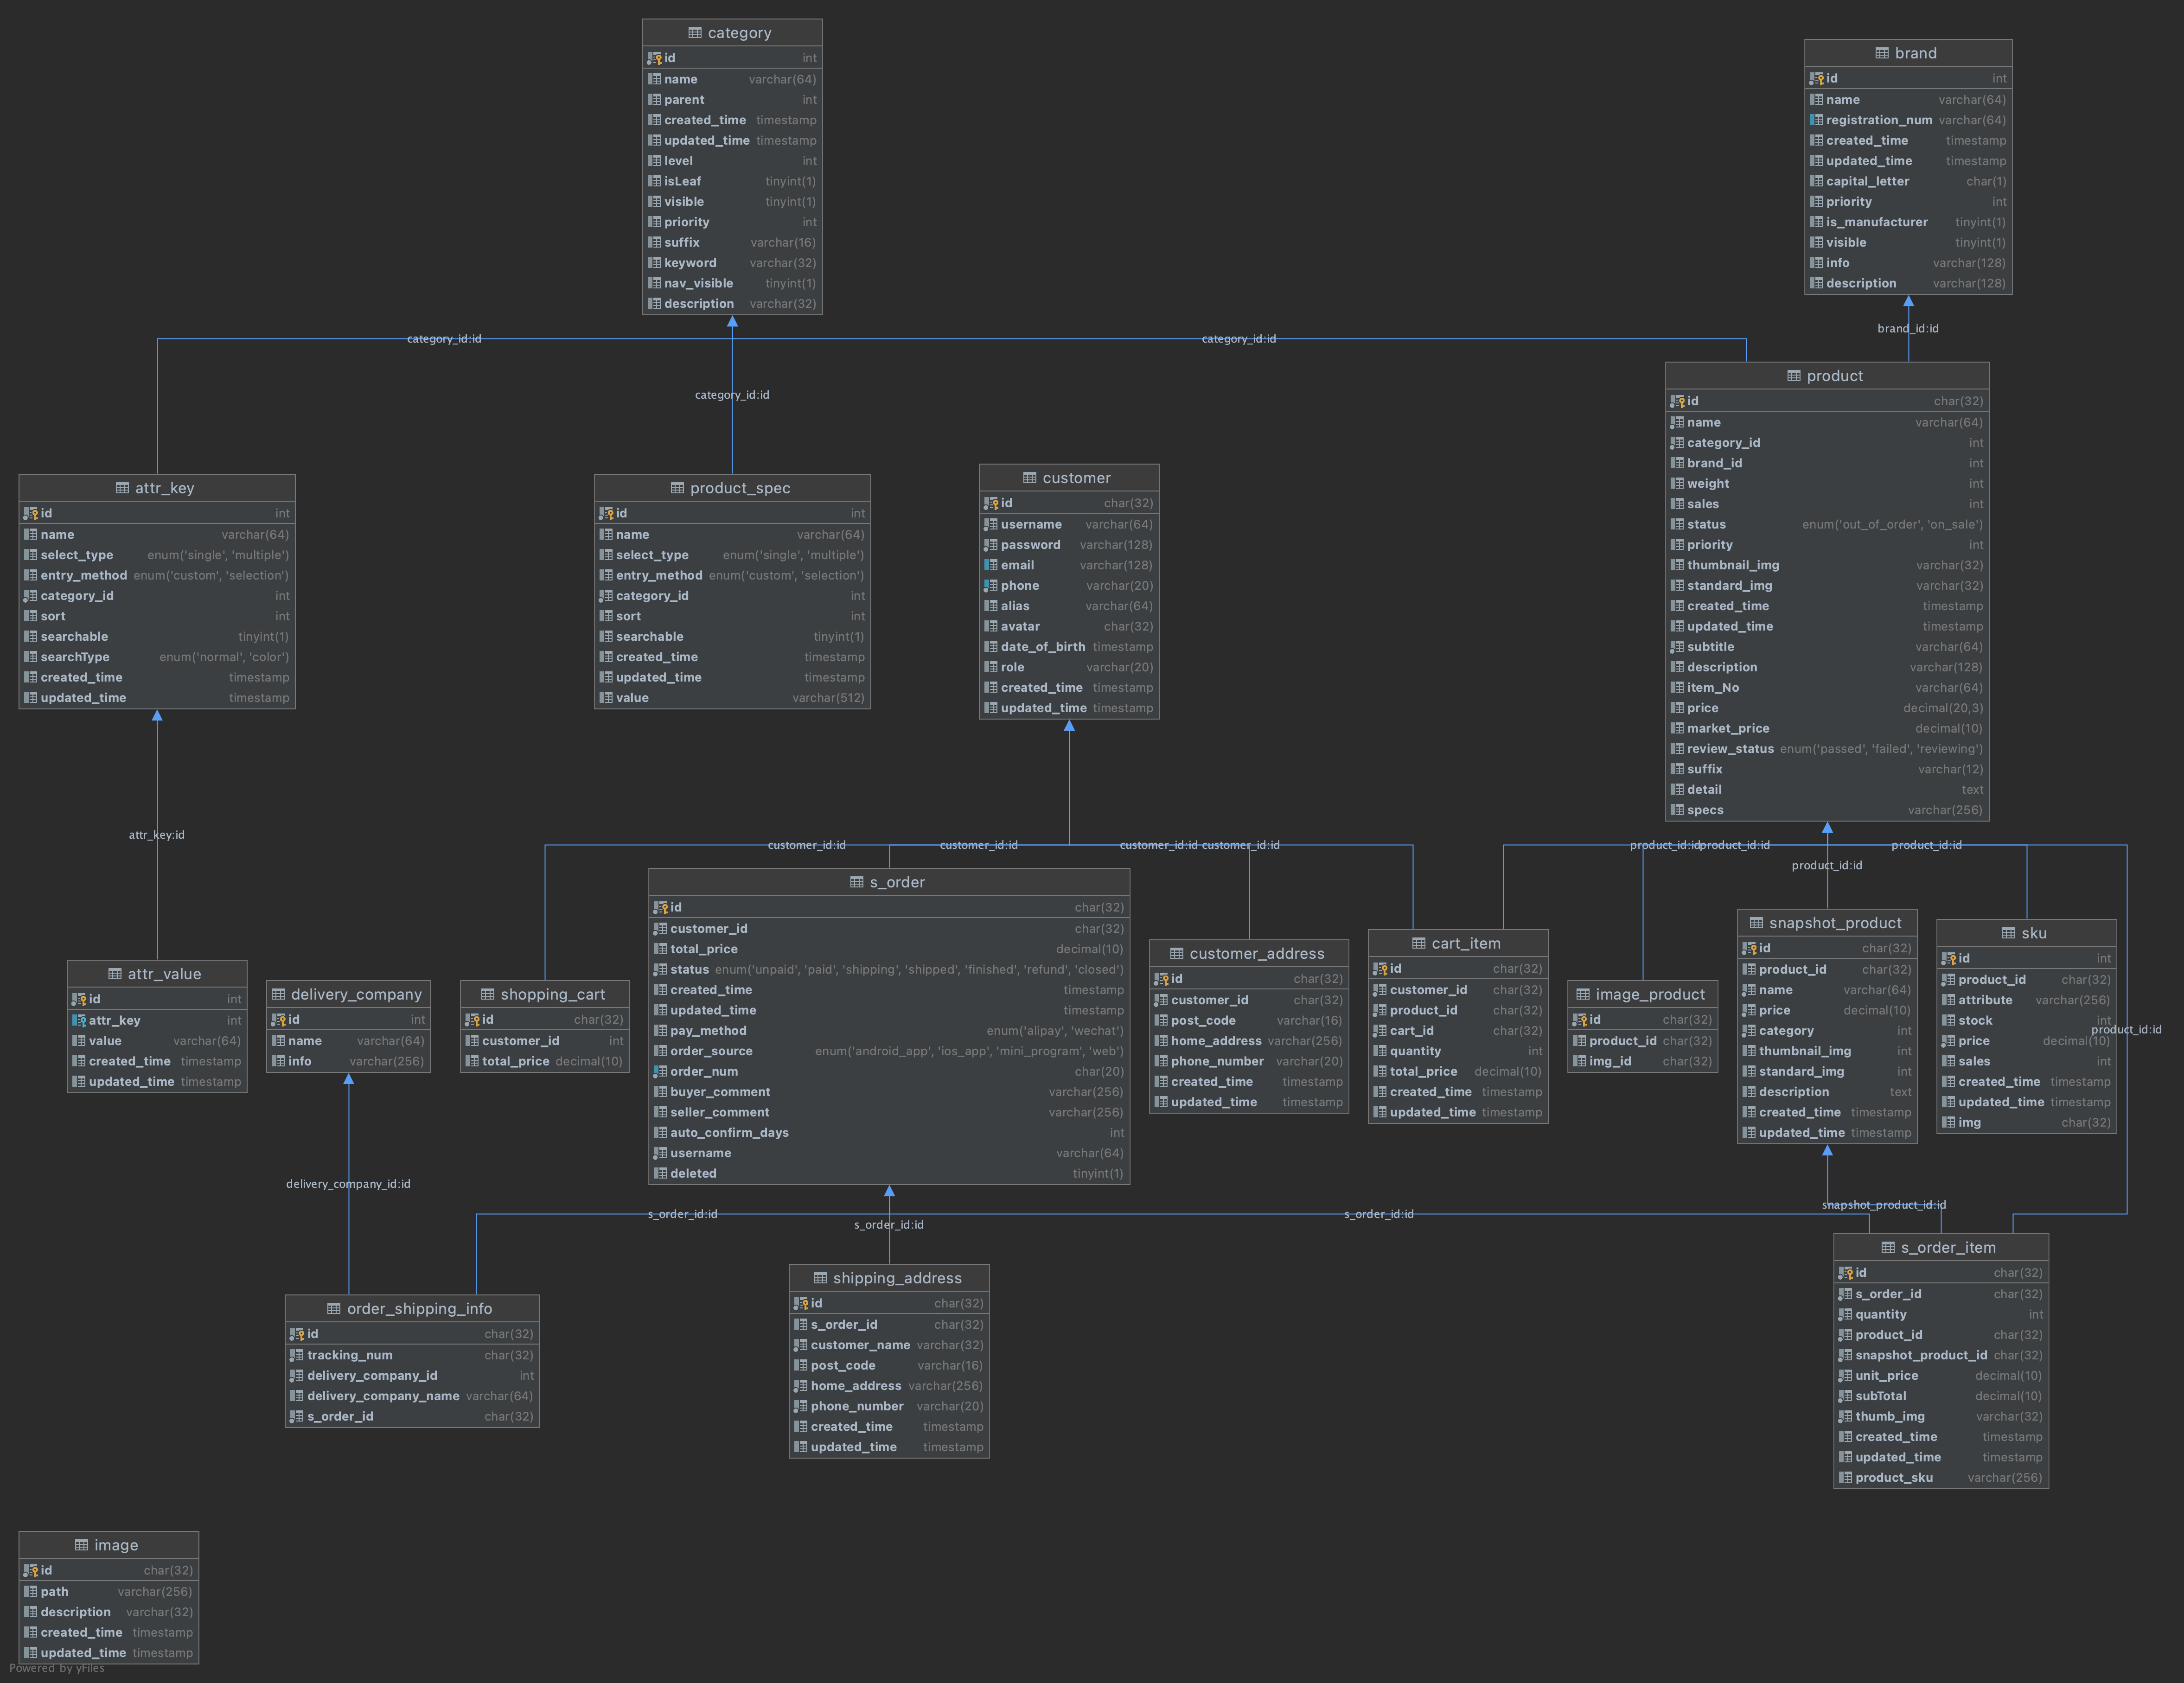 category
id int
name varchar(64)
parent int
created_time timestamp
updated_time timestamp
level int
isLeaf tinyint(1)
visible tinyint(1)
priority int
suffix varchar(16)
keyword varchar(32)
nav_visible tinyint(1)
description varchar(32)
brand
id int
name varchar(64)
registration_num varchar(64)
created_time timestamp
updated_time timestamp
capital_letter char(1)
priority int
is_manufacturer tinyint(1)
visible tinyint(1)
info varchar(128)
description varchar(128)
category_id:id
category_id:id
brand_id:id
category_id:id
product
id char(32)
name varchar(64)
category_id int
brand_id int
weight int
sales int
status enum('out_of_order', 'on_sale')
priority int
thumbnail_img varchar(32)
standard_img varchar(32)
created_time timestamp
updated_time timestamp
subtitle varchar(64)
description varchar(128)
item_No varchar(64)
price decimal(20,3)
market_price decimal(10)
review_status enum('passed', 'failed', 'reviewing')
suffix varchar(12)
detail text
specs varchar(256)
attr_key
id int
name varchar(64)
select_type enum('single', 'multiple')
entry_method enum('custom', 'selection')
category_id int
sort int
searchable tinyint(1)
searchType enum('normal', 'color')
created_time timestamp
updated_time timestamp
product_spec
id int
name varchar(64)
select_type enum('single', 'multiple')
entry_method enum('custom', 'selection')
category_id int
sort int
searchable tinyint(1)
created_time timestamp
updated_time timestamp
value varchar(512)
customer
id char(32)
username varchar(64)
password varchar(128)
email varchar(128)
phone varchar(20)
alias varchar(64)
avatar char(32)
date_of_birth timestamp
role varchar(20)
created_time timestamp
updated_time timestamp
attr_key:id
customer_id:id
customer_id:id
customer_id:id
customer_id:id
product_id:id
product_id:id
product_id:id
product_id:id
s_order
id char(32)
customer_id char(32)
total_price decimal(10)
status enum('unpaid', 'paid', 'shipping', 'shipped', 'finished', 'refund', 'closed')
created_time timestamp
updated_time timestamp
pay_method enum('alipay', 'wechat')
order_source enum('android_app', 'ios_app', 'mini_program', 'web')
order_num char(20)
buyer_comment varchar(256)
seller_comment varchar(256)
auto_confirm_days int
username varchar(64)
deleted tinyint(1)
attr_value
id int
attr_key int
value varchar(64)
created_time timestamp
updated_time timestamp
delivery_company
id int
name varchar(64)
info varchar(256)
shopping_cart
id char(32)
customer_id int
total_price decimal(10)
customer_address
id char(32)
customer_id char(32)
post_code varchar(16)
home_address varchar(256)
phone_number varchar(20)
created_time timestamp
updated_time timestamp
cart_item
id char(32)
customer_id char(32)
product_id char(32)
cart_id char(32)
quantity int
total_price decimal(10)
created_time timestamp
updated_time timestamp
image_product
id char(32)
product_id char(32)
img_id char(32)
snapshot_product
id char(32)
product_id char(32)
name varchar(64)
price decimal(10)
category int
thumbnail_img int
standard_img int
description text
created_time timestamp
updated_time timestamp
sku
id int
product_id char(32)
attribute varchar(256)
stock int
price decimal(10)
sales int
created_time timestamp
updated_time timestamp
img char(32)
product_id:id
delivery_company_id:id
s_order_id:id
s_order_id:id
s_order_id:id
snapshot_product_id:id
order_shipping_info
id char(32)
tracking_num char(32)
delivery_company_id int
delivery_company_name varchar(64)
s_order_id char(32)
shipping_address
id char(32)
s_order_id char(32)
customer_name varchar(32)
post_code varchar(16)
home_address varchar(256)
phone_number varchar(20)
created_time timestamp
updated_time timestamp
s_order_item
id char(32)
s_order_id char(32)
quantity int
product_id char(32)
snapshot_product_id char(32)
unit_price decimal(10)
subTotal decimal(10)
thumb_img varchar(32)
created_time timestamp
updated_time timestamp
product_sku varchar(256)
image
id char(32)
path varchar(256)
description varchar(32)
created_time timestamp
updated_time timestamp
Powered by yFiles